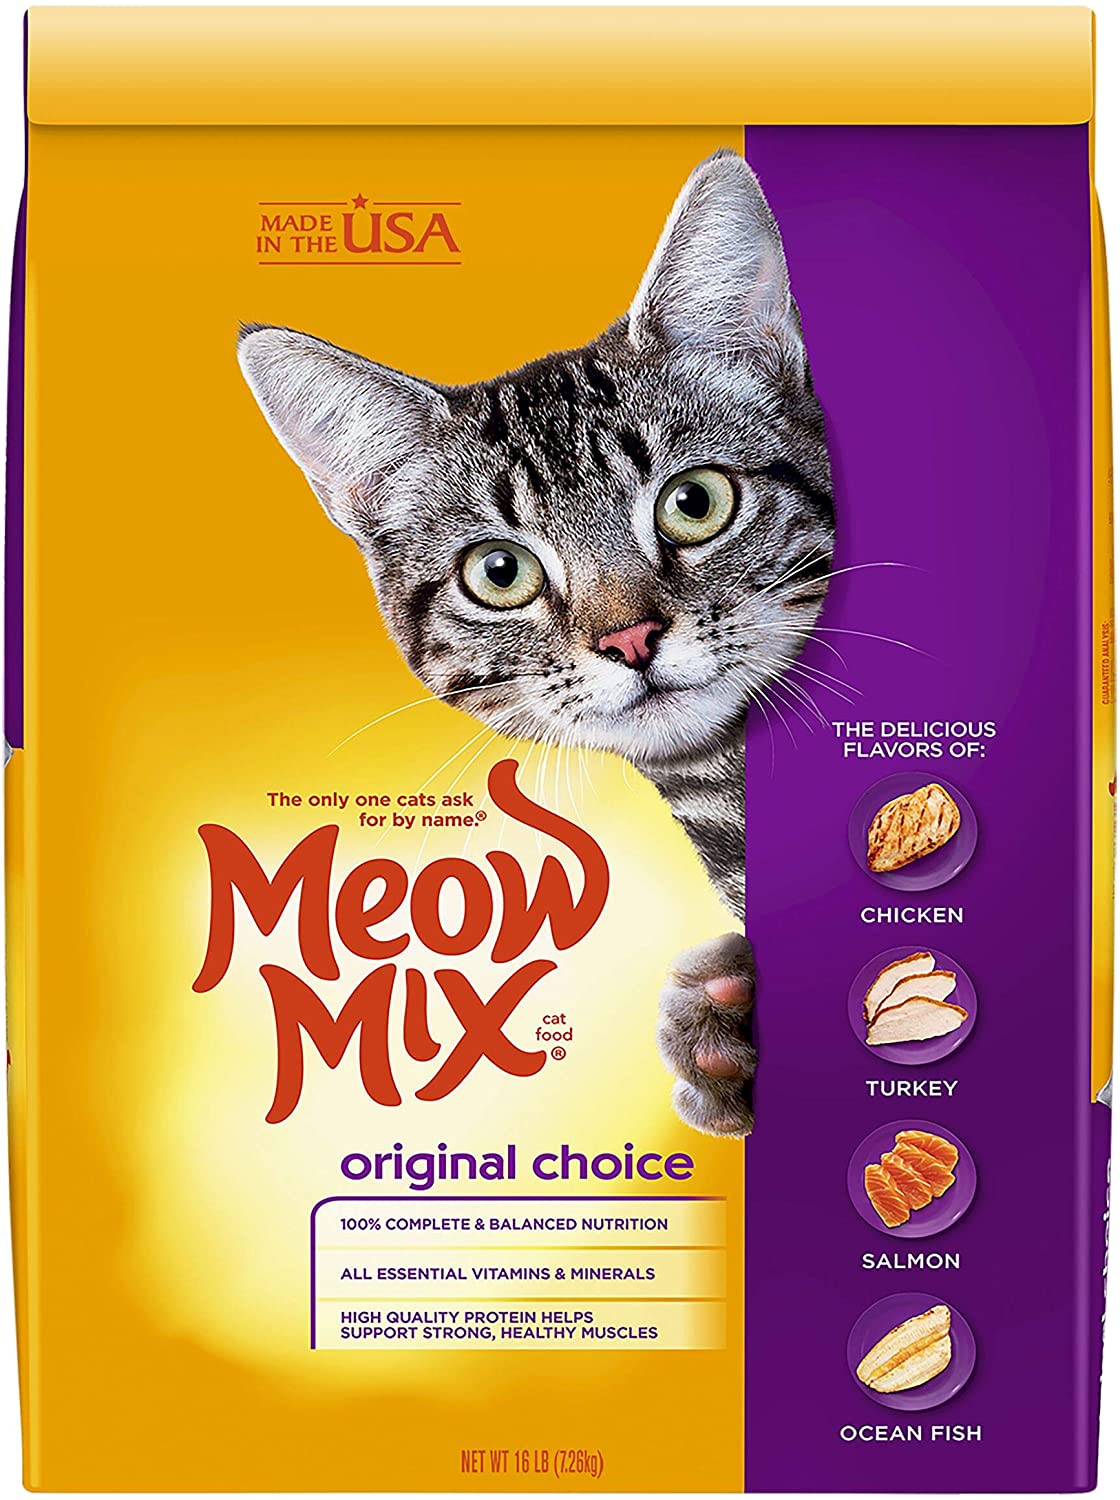 MADE
IN THE USA
The only one cats ask
for by name.®
Meow
Mix
cat
food
®
original choice
100% COMPLETE & BALANCED NUTRITION
ALL ESSENTIAL VITAMINS & MINERALS
HIGH QUALITY PROTEIN HELPS
SUPPORT STRONG, HEALTHY MUSCLES
THE DELICIOUS
FLAVORS OF:
CHICKEN
TURKEY
SALMON
OCEAN FISH
NET WT 16 LB (7.26kg)
GUARANTEED ANALYSIS: